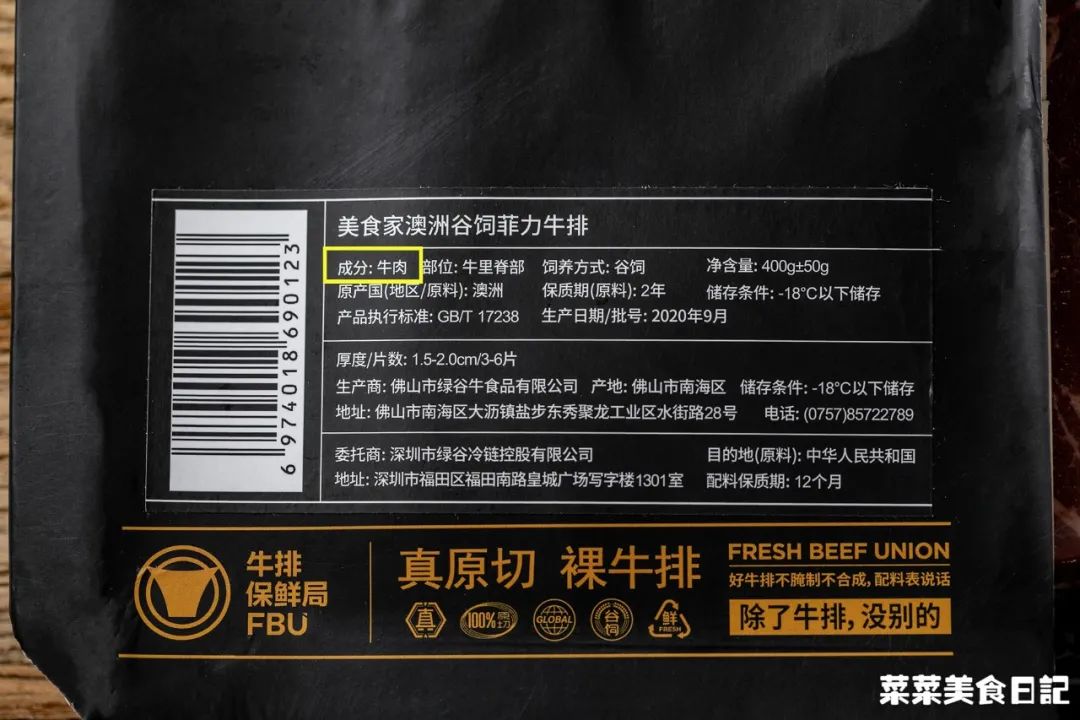 美食家澳洲谷饲菲力牛排
成分: 牛肉 部位: 牛里脊部 饲养方式: 谷饲 净含量: 400g±50g
原产国(地区/原料): 澳洲 保质期(原料): 2年 储存条件: -18°C以下储存
产品执行标准: GB/T 17238 生产日期/批号: 2020年9月
厚度/片数: 1.5-2.0cm/3-6片
生产商: 佛山市绿谷牛食品有限公司 产地: 佛山市南海区 储存条件: -18°C以下储存
地址: 佛山市南海区大沥镇盐步东秀聚龙工业区水街路28号 电话: (0757)85722789
委托商: 深圳市绿谷冷链控股有限公司 目的地(原料): 中华人民共和国
地址: 深圳市福田区福田南路皇城广场写字楼1301室 配料保质期: 12个月
6 974018 690123
牛排
保鲜局
FBU
真原切 裸牛排
真 100% 原切 GLOBAL 谷饲 鲜 FRESH
FRESH BEEF UNION
好牛排不腌制不合成, 配料表说话
除了牛排, 没别的
菜菜美食日記